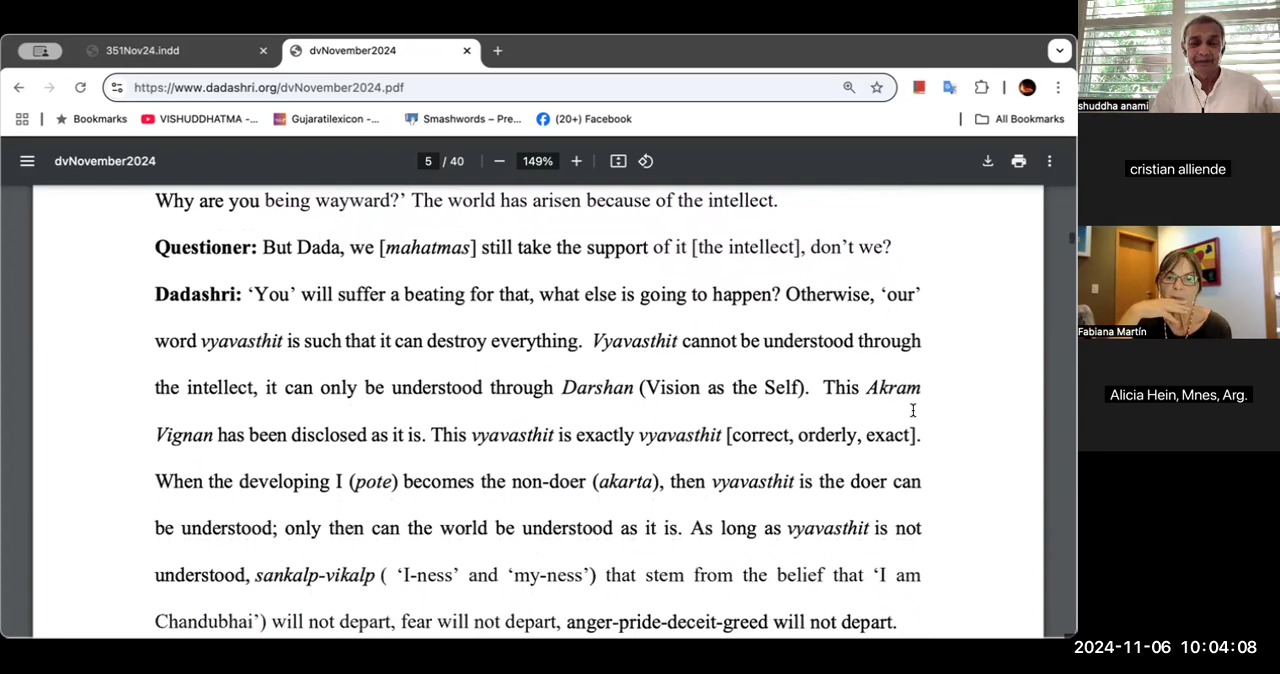 351Nov24.indd
dvNovember2024
https://www.dadashri.org/dvNovember2024.pdf
Bookmarks
VISHUDDHATMA -...
Gujaratilexicon -...
Smashwords – Pre...
(20+) Facebook
All Bookmarks
dvNovember2024
5 / 40
149%
Why are you being wayward?’ The world has arisen because of the intellect.
Questioner: But Dada, we [mahatmas] still take the support of it [the intellect], don’t we?
Dadashri: ‘You’ will suffer a beating for that, what else is going to happen? Otherwise, ‘our’
word vyavasthit is such that it can destroy everything. Vyavasthit cannot be understood through
the intellect, it can only be understood through Darshan (Vision as the Self). This Akram
Vignan has been disclosed as it is. This vyavasthit is exactly vyavasthit [correct, orderly, exact].
When the developing I (pote) becomes the non-doer (akarta), then vyavasthit is the doer can
be understood; only then can the world be understood as it is. As long as vyavasthit is not
understood, sankalp-vikalp ( ‘I-ness’ and ‘my-ness’) that stem from the belief that ‘I am
Chandubhai’) will not depart, fear will not depart, anger-pride-deceit-greed will not depart.
shuddha anami
cristian alliende
Fabiana Martín
Alicia Hein, Mnes, Arg.
2024-11-06 10:04:08